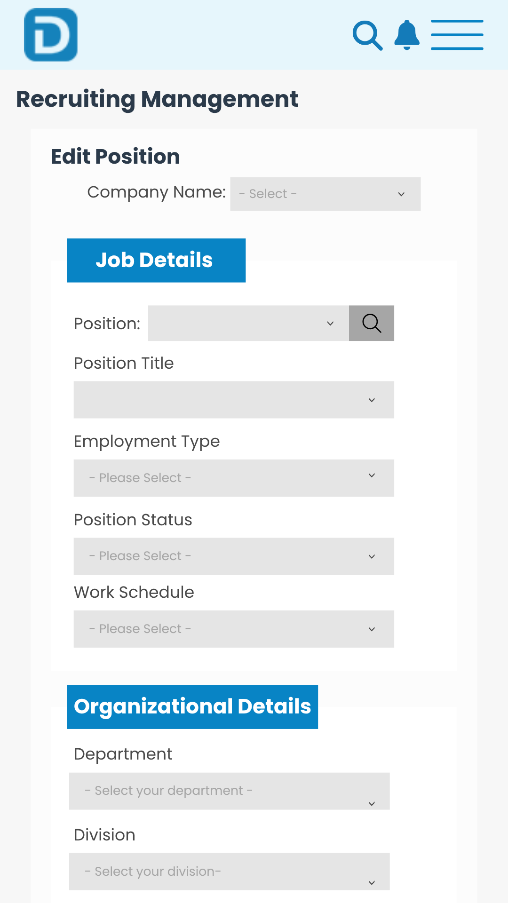 D
Recruiting Management
Edit Position
Company Name: - Select -
Job Details
Position:
Position Title
Employment Type
- Please Select -
Position Status
- Please Select -
Work Schedule
- Please Select -
Organizational Details
Department
- Select your department -
Division
- Select your division-